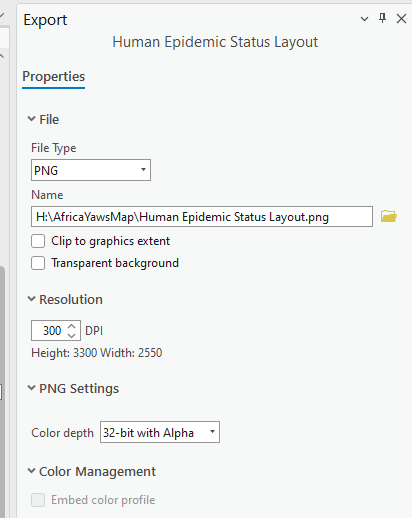 Export
Human Epidemic Status Layout
Properties
File
File Type
PNG
Name
H:\AfricaYawsMap\Human Epidemic Status Layout.png
Clip to graphics extent
Transparent background
Resolution
300 DPI
Height: 3300 Width: 2550
PNG Settings
Color depth 32-bit with Alpha
Color Management
Embed color profile